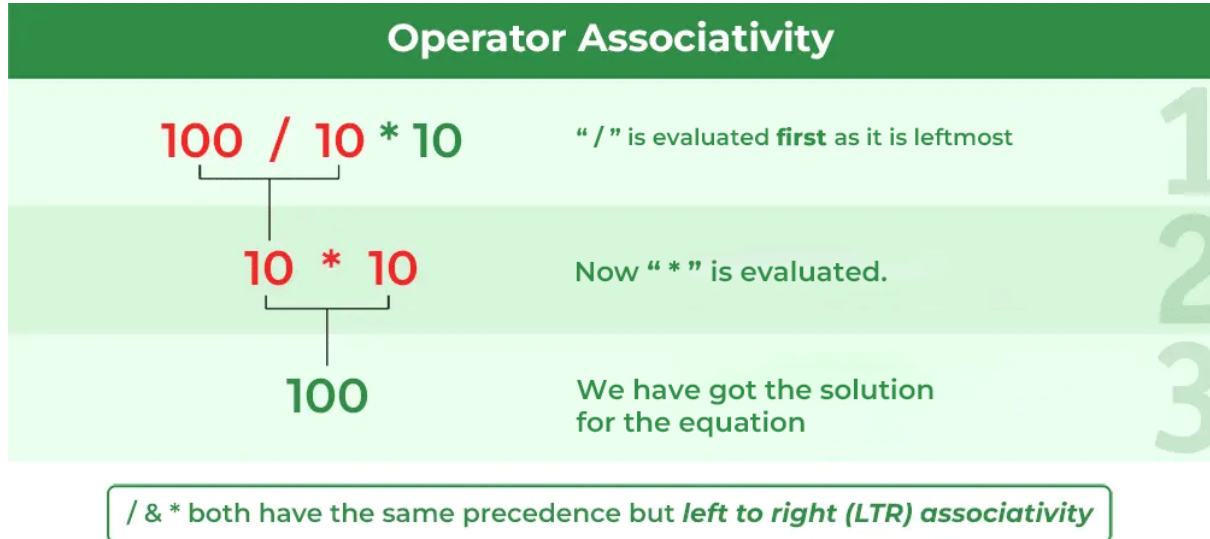 Operator Associativity
100 / 10 * 10
“ / ” is evaluated first as it is leftmost
1
10 * 10
Now “ * ” is evaluated.
2
100
We have got the solution
for the equation
3
/ & * both have the same precedence but left to right (LTR) associativity